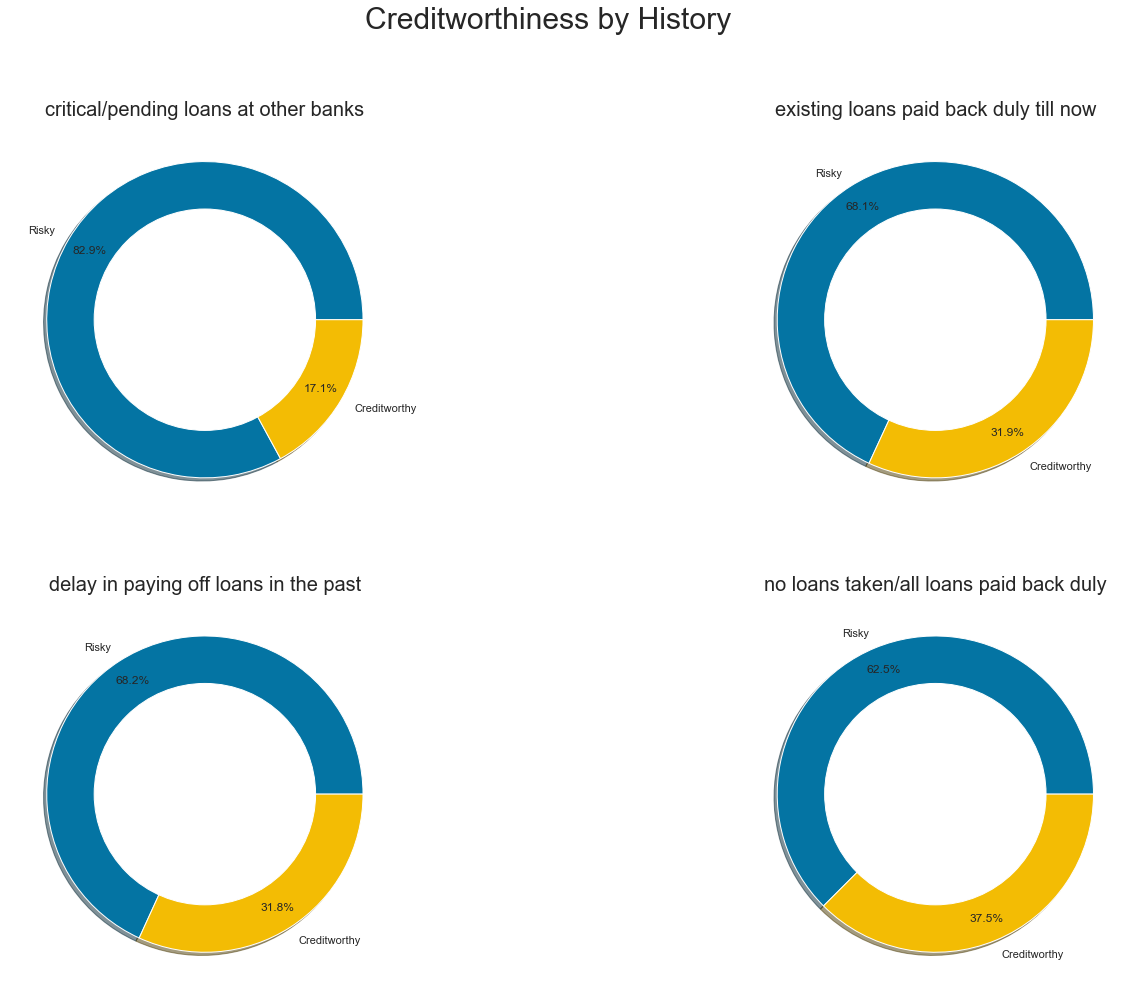 Creditworthiness by History
critical/pending loans at other banks
Risky
82.9%
17.1%
Creditworthy
existing loans paid back duly till now
Risky
68.1%
31.9%
Creditworthy
delay in paying off loans in the past
Risky
68.2%
31.8%
Creditworthy
no loans taken/all loans paid back duly
Risky
62.5%
37.5%
Creditworthy